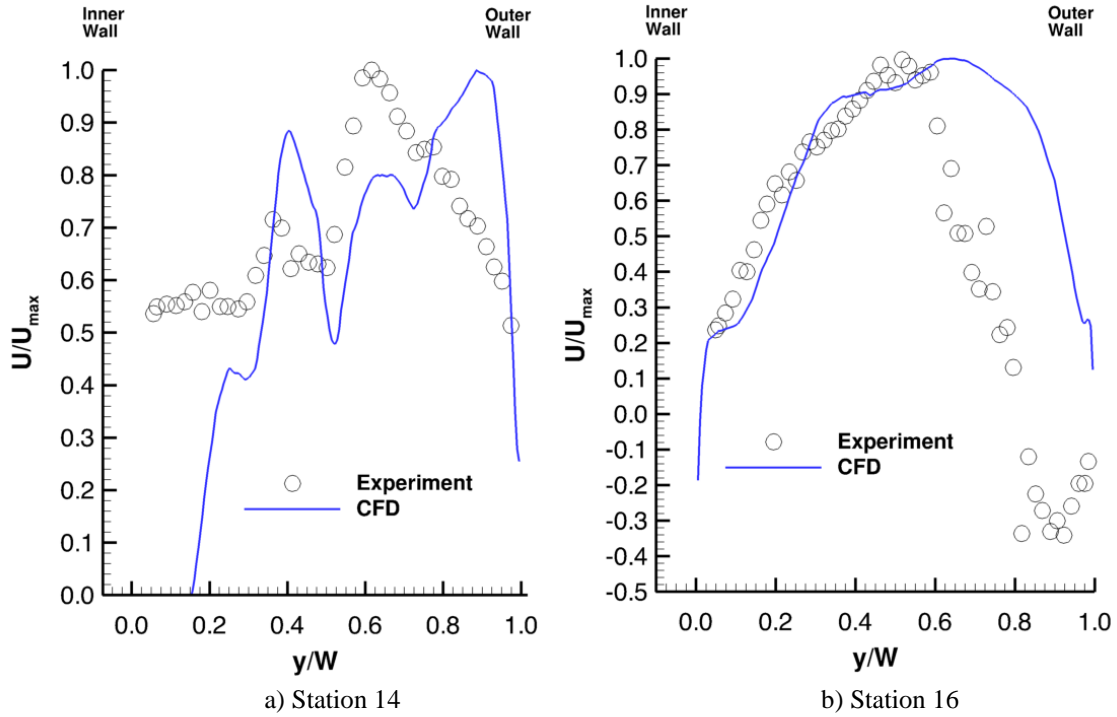 Inner
Wall
Outer
Wall
1.0
0.9
0.8
0.7
0.6
0.5
0.4
0.3
0.2
0.1
0.0
U/Umax
Experiment
CFD
0.0 0.2 0.4 0.6 0.8 1.0
y/W
a) Station 14
Inner
Wall
Outer
Wall
1.0
0.9
0.8
0.7
0.6
0.5
0.4
0.3
0.2
0.1
0.0
-0.1
-0.2
-0.3
-0.4
-0.5
U/Umax
Experiment
CFD
0.0 0.2 0.4 0.6 0.8 1.0
y/W
b) Station 16